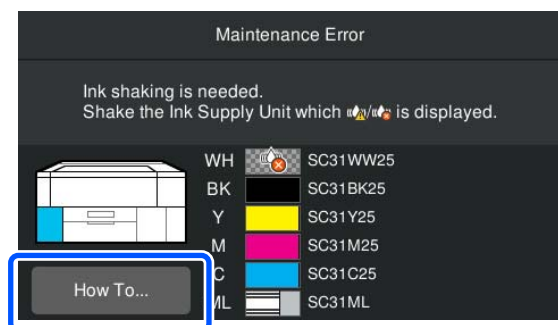 Maintenance Error
Ink shaking is needed.
Shake the Ink Supply Unit which / is displayed.
WH SC31WW25
BK SC31BK25
Y SC31Y25
M SC31M25
C SC31C25
ML SC31ML
How To...